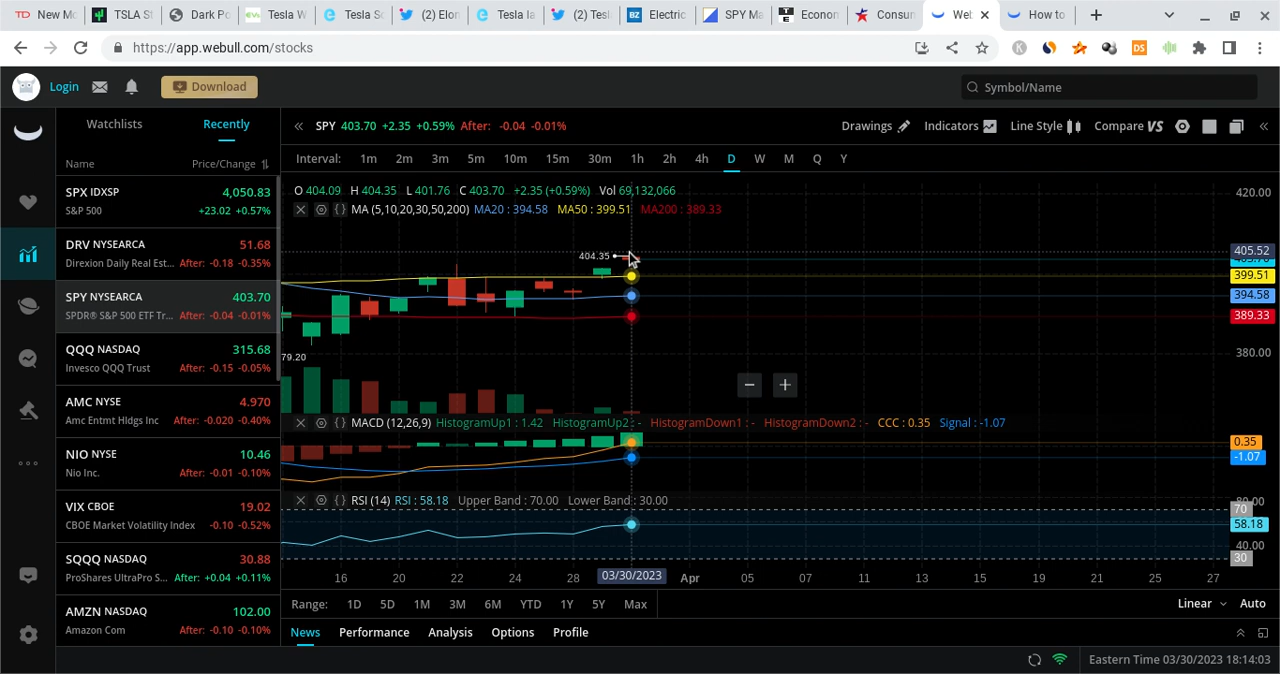 New Mo
TSLA St
Dark Po
Tesla W
Tesla So
(2) Elon
Tesla la
(2) Tesl
Electric
SPY Ma
Econom
Consun
Web
How to
https://app.webull.com/stocks
Login
Download
Symbol/Name
Watchlists
Recently
Name
Price/Change
SPX IDXSP 4,050.83
S&P 500 +23.02 +0.57%
DRV NYSEARCA 51.68
Direxion Daily Real Est... After: -0.18 -0.35%
SPY NYSEARCA 403.70
SPDR® S&P 500 ETF Tr... After: -0.04 -0.01%
QQQ NASDAQ 315.68
Invesco QQQ Trust After: -0.15 -0.05%
AMC NYSE 4.970
Amc Entmt Hldgs Inc After: -0.020 -0.40%
NIO NYSE 10.46
Nio Inc. After: -0.01 -0.10%
VIX CBOE 19.02
CBOE Market Volatility Index -0.10 -0.52%
SQQQ NASDAQ 30.88
ProShares UltraPro S... After: +0.04 +0.11%
AMZN NASDAQ 102.00
Amazon Com After: -0.10 -0.10%
SPY 403.70 +2.35 +0.59% After: -0.04 -0.01%
Drawings
Indicators
Line Style
Compare VS
Interval: 1m 2m 3m 5m 10m 15m 30m 1h 2h 4h D W M Q Y
O 404.09 H 404.35 L 401.76 C 403.70 +2.35 (+0.59%) Vol 69,132,066
MA (5,10,20,30,50,200) MA20 : 394.58 MA50 : 399.51 MA200 : 389.33
420.00
404.35
405.52
399.51
394.58
389.33
380.00
79.20
MACD (12,26,9) HistogramUp1 : 1.42 HistogramUp2 : - HistogramDown1 : - HistogramDown2 : - CCC : 0.35 Signal : -1.07
0.35
-1.07
RSI (14) RSI : 58.18 Upper Band : 70.00 Lower Band : 30.00
80.00
70
58.18
40.00
30
16 20 22 24 28 03/30/2023 Apr 05 07 11 13 15 19 21 25 27
Range: 1D 5D 1M 3M 6M YTD 1Y 5Y Max
Linear Auto
News Performance Analysis Options Profile
Eastern Time 03/30/2023 18:14:03